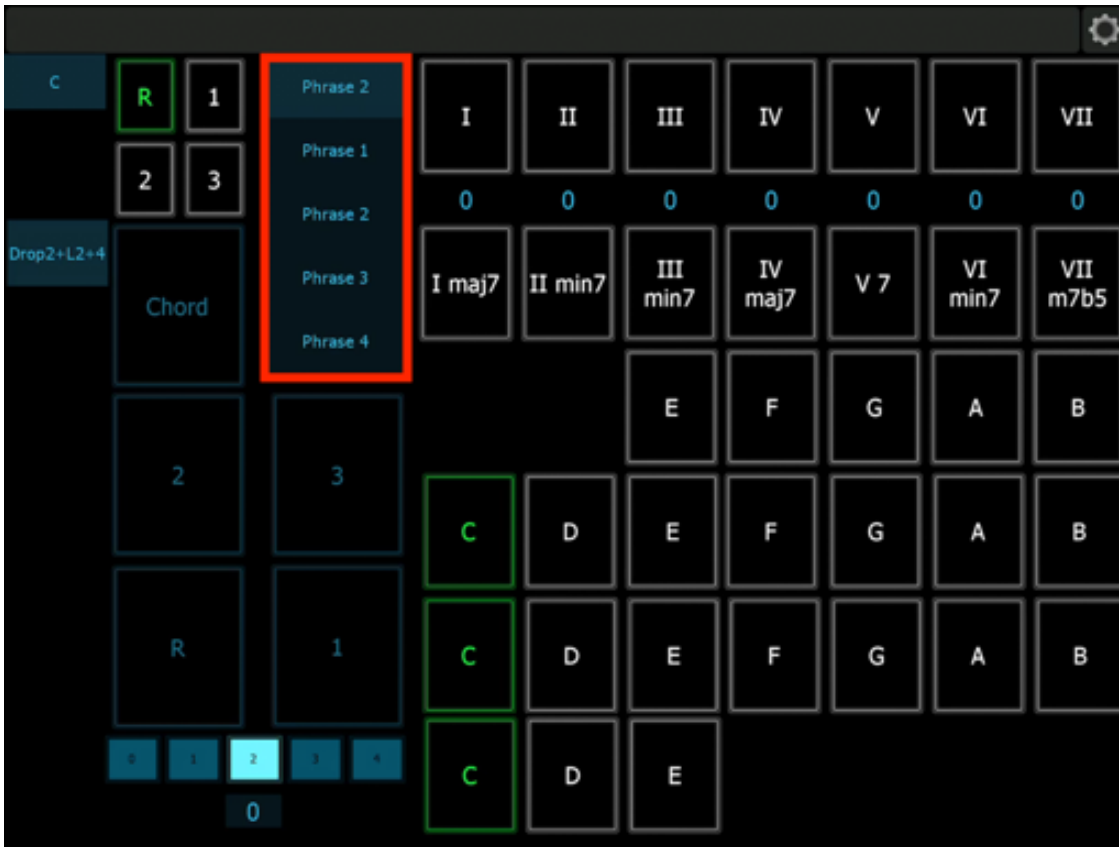 C
R 1
2 3
Phrase 2
Phrase 1
Phrase 2
Phrase 3
Phrase 4
I II III IV V VI VII
0 0 0 0 0 0 0
Drop2+L2+4
Chord
I maj7 II min7 III min7 IV maj7 V 7 VI min7 VII m7b5
E F G A B
2 3
C D E F G A B
R 1
C D E F G A B
0 1 2 3 4
0
C D E